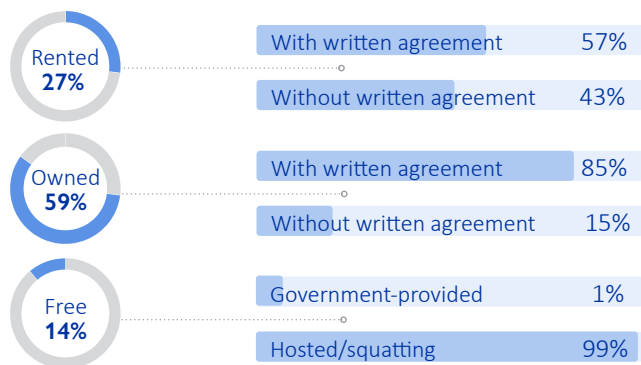 Rented
27%
With written agreement 57%
Without written agreement 43%
Owned
59%
With written agreement 85%
Without written agreement 15%
Free
14%
Government-provided 1%
Hosted/squatting 99%